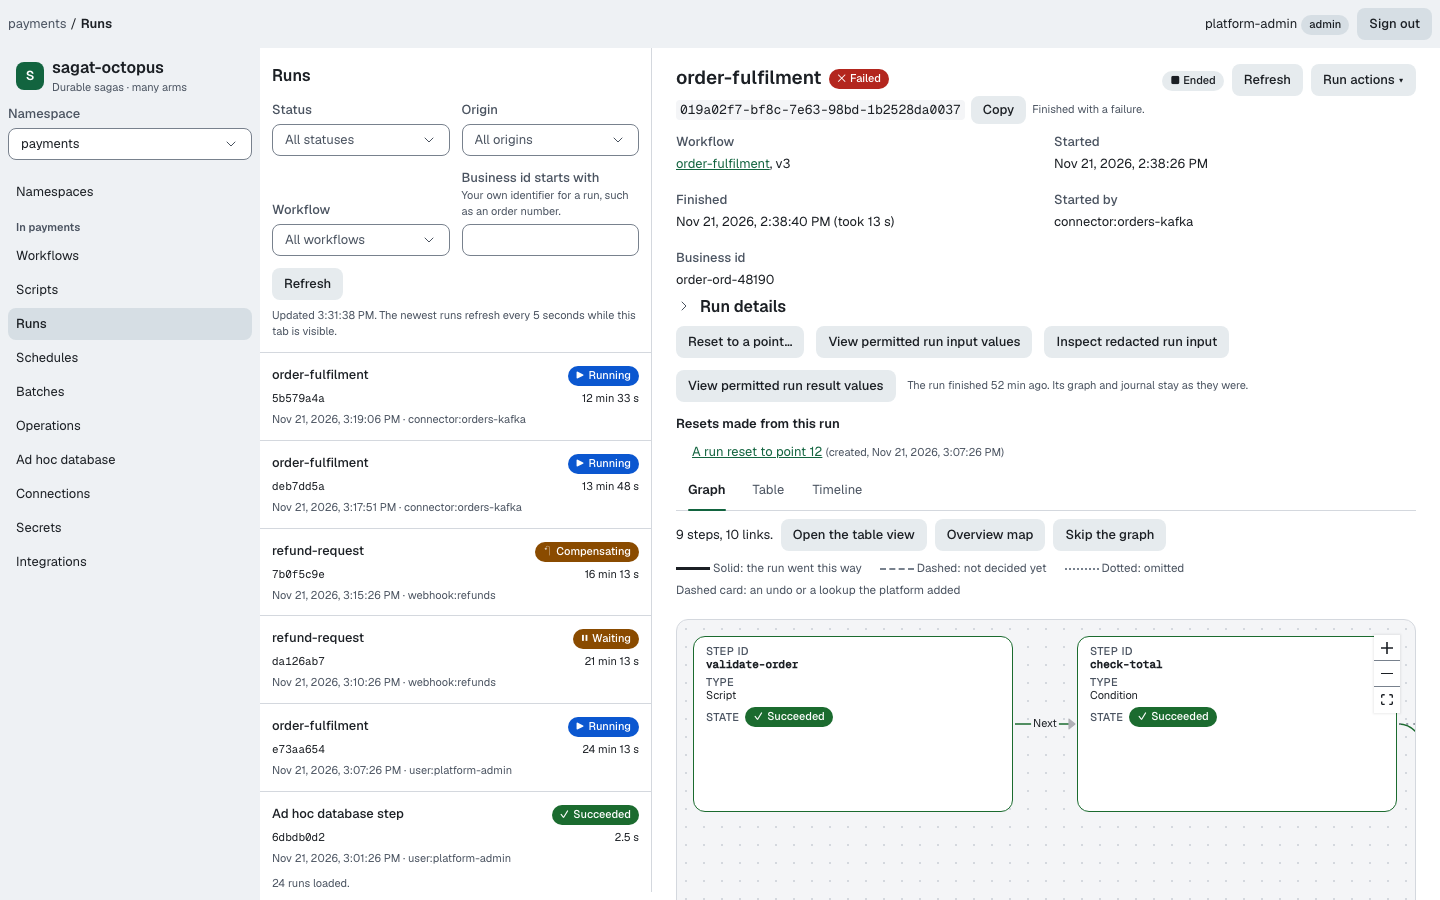 payments / Runs
platform-admin admin Sign out
S
sagat-octopus
Durable sagas · many arms
Namespace
payments
Namespaces
In payments
Workflows
Scripts
Runs
Schedules
Batches
Operations
Ad hoc database
Connections
Secrets
Integrations
Runs
Status
All statuses
Origin
All origins
Workflow
All workflows
Business id starts with
Your own identifier for a run, such
as an order number.
Refresh
Updated 3:31:38 PM. The newest runs refresh every 5 seconds while this
tab is visible.
order-fulfilment Running
5b579a4a 12 min 33 s
Nov 21, 2026, 3:19:06 PM · connector:orders-kafka
order-fulfilment Running
deb7dd5a 13 min 48 s
Nov 21, 2026, 3:17:51 PM · connector:orders-kafka
refund-request Compensating
7b0f5c9e 16 min 13 s
Nov 21, 2026, 3:15:26 PM · webhook:refunds
refund-request Waiting
da126ab7 21 min 13 s
Nov 21, 2026, 3:10:26 PM · webhook:refunds
order-fulfilment Running
e73aa654 24 min 13 s
Nov 21, 2026, 3:07:26 PM · user:platform-admin
Ad hoc database step Succeeded
6dbdb0d2 2.5 s
Nov 21, 2026, 3:01:26 PM · user:platform-admin
24 runs loaded.
order-fulfilment Failed
Ended Refresh Run actions
019a02f7-bf8c-7e63-98bd-1b2528da0037 Copy Finished with a failure.
Workflow
order-fulfilment, v3
Started
Nov 21, 2026, 2:38:26 PM
Finished
Nov 21, 2026, 2:38:40 PM (took 13 s)
Started by
connector:orders-kafka
Business id
order-ord-48190
Run details
Reset to a point... View permitted run input values Inspect redacted run input
View permitted run result values The run finished 52 min ago. Its graph and journal stay as they were.
Resets made from this run
A run reset to point 12 (created, Nov 21, 2026, 3:07:26 PM)
Graph Table Timeline
9 steps, 10 links. Open the table view Overview map Skip the graph
Solid: the run went this way Dashed: not decided yet Dotted: omitted
Dashed card: an undo or a lookup the platform added
STEP ID
validate-order
TYPE
Script
STATE Succeeded
Next
STEP ID
check-total
TYPE
Condition
STATE Succeeded